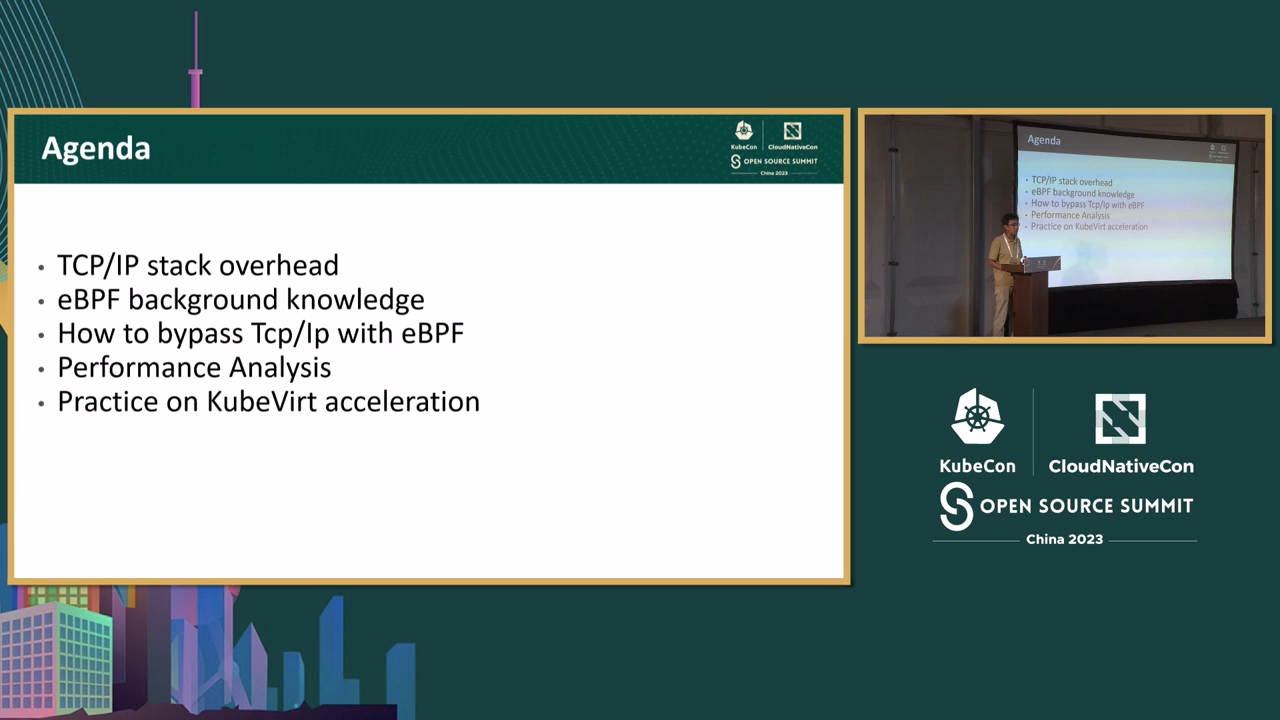 Agenda
KubeCon
CloudNativeCon
OPEN SOURCE SUMMIT
China 2023
TCP/IP stack overhead
eBPF background knowledge
How to bypass Tcp/Ip with eBPF
Performance Analysis
Practice on KubeVirt acceleration
Agenda
TCP/IP stack overhead
eBPF background knowledge
How to bypass Tcp/Ip with eBPF
Performance Analysis
Practice on KubeVirt acceleration
KubeCon
CloudNativeCon
OPEN SOURCE SUMMIT
China 2023